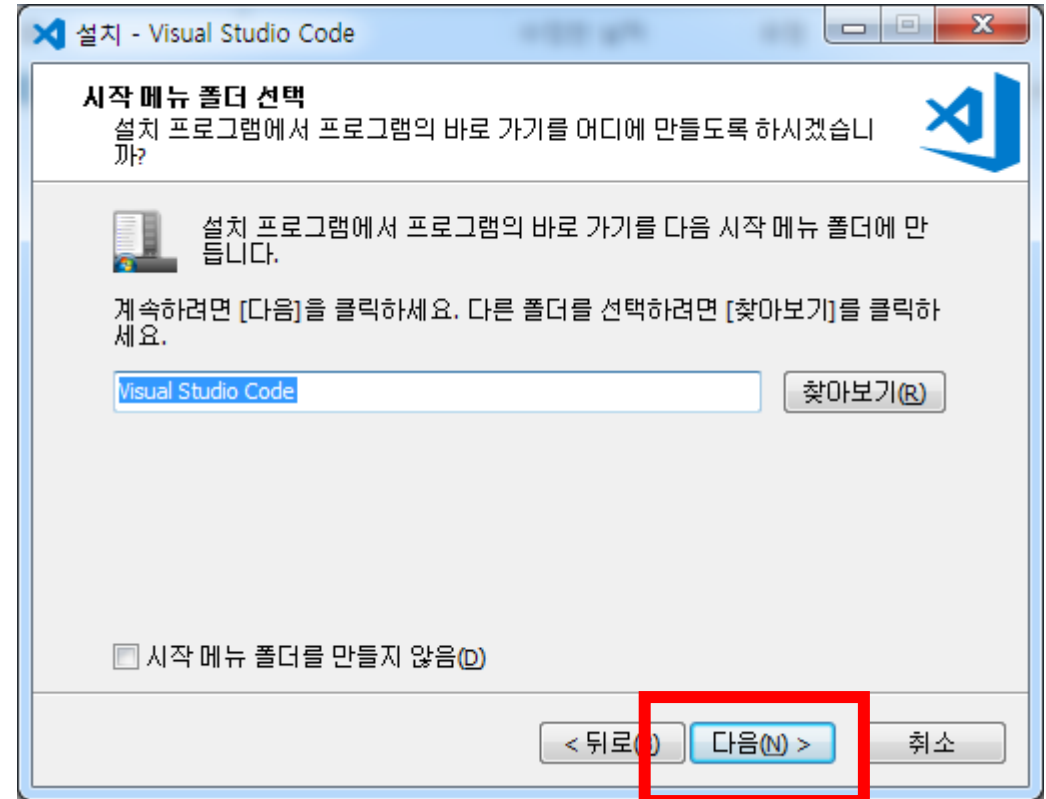 설치 - Visual Studio Code
시작 메뉴 폴더 선택
설치 프로그램에서 프로그램의 바로 가기를 어디에 만들도록 하시겠습니
까?
설치 프로그램에서 프로그램의 바로 가기를 다음 시작 메뉴 폴더에 만
듭니다.
계속하려면 [다음]을 클릭하세요. 다른 폴더를 선택하려면 [찾아보기]를 클릭하
세요.
Visual Studio Code
찾아보기(R)
시작 메뉴 폴더를 만들지 않음(D)
< 뒤로
다음(N) >
취소